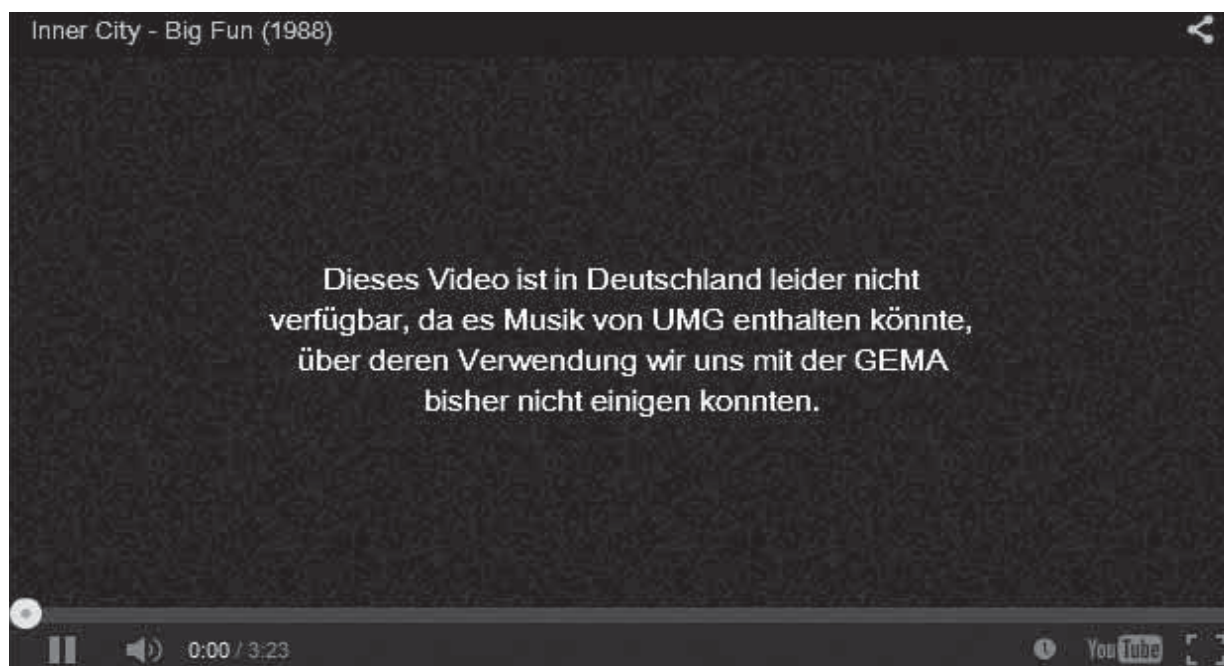 Inner City - Big Fun (1988)
Dieses Video ist in Deutschland leider nicht
verfügbar, da es Musik von UMG enthalten könnte,
über deren Verwendung wir uns mit der GEMA
bisher nicht einigen konnten.
0:00 / 3:23
YouTube